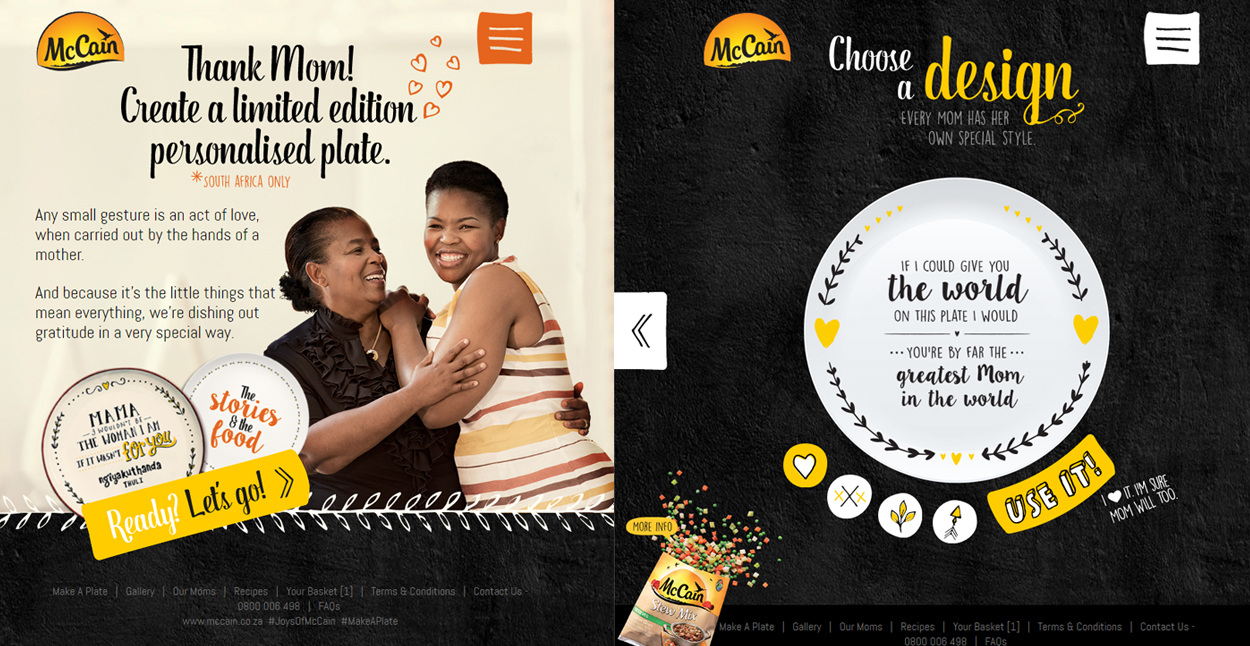 McCain
Thank Mom!
Create a limited edition
personalised plate.
*SOUTH AFRICA ONLY
Any small gesture is an act of love,
when carried out by the hands of a
mother.
And because it's the little things that
mean everything, we're dishing out
gratitude in a very special way.
MAMA
I WOULDN'T BE
THE WOMAN I AM
IF IT WASN'T for you
ngiyakuthanda
THULI
The
stories
& the
food
Ready? Let's go!
Make A Plate | Gallery | Our Moms | Recipes | Your Basket [1] | Terms & Conditions | Contact Us -
0800 006 498 | FAQs
www.mccain.co.za #JoysOfMcCain #MakeAPlate
McCain
Choose
a design
EVERY MOM HAS HER
OWN SPECIAL STYLE.
IF I COULD GIVE YOU
the world
ON THIS PLATE I WOULD
YOU'RE BY FAR THE
greatest Mom
in the world
USE IT!
I ♥ IT. I'M SURE
MOM WILL TOO.
MORE INFO
McCain
Stew Mix
Make A Plate | Gallery | Our Moms | Recipes | Your Basket [1] | Terms & Conditions | Contact Us -
0800 006 498 | FAQs